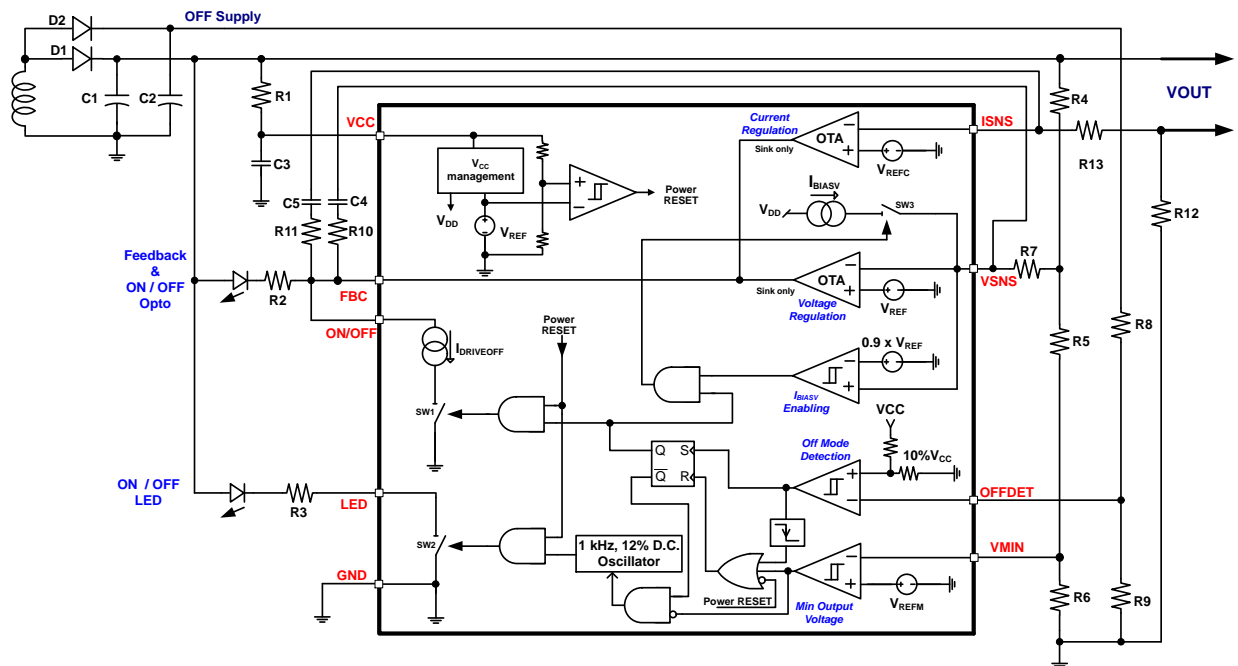 D2
OFF Supply
D1
C1
C2
R1
VCC
C3
C5
C4
R11
R10
Feedback
&
ON / OFF
Opto
R2
FBC
ON/OFF
ON / OFF
LED
R3
LED
GND
VCC
management
VDD
VREF
+
−
Power
RESET
Current
Regulation
Sink only
OTA
−
+
VREFC
IBIASV
VDD
SW3
OTA
Sink only
−
+
VREF
Voltage
Regulation
IDRIVEOFF
SW1
Power
RESET
0.9 x VREF
−
+
IBIASV
Enabling
VCC
10%VCC
Off Mode
Detection
+
−
Q
S
Q
R
SW2
1 kHz, 12% D.C.
Oscillator
Power RESET
−
+
VREFM
Min Output
Voltage
ISNS
VSNS
OFFDET
VMIN
R4
R13
VOUT
R12
R7
R5
R8
R6
R9